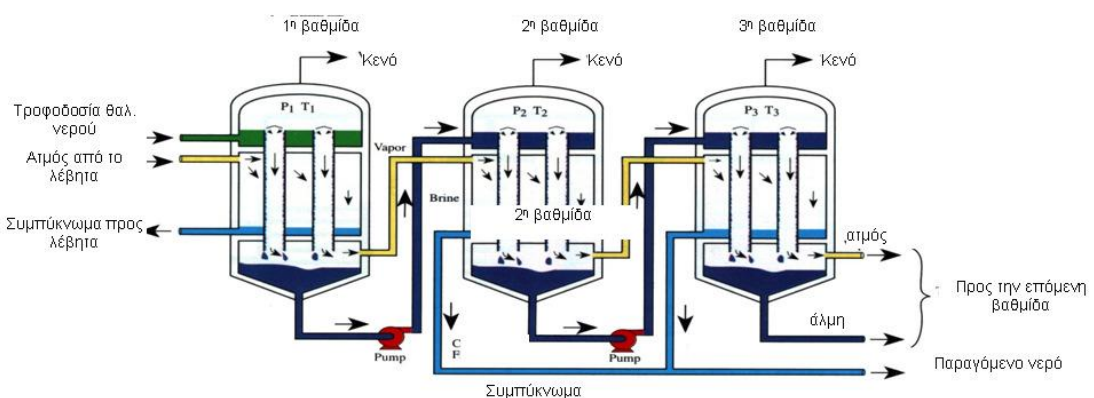 1η βαθμίδα
2η βαθμίδα
3η βαθμίδα
Κενό
Κενό
Κενό
P1 T1
P2 T2
P3 T3
Τροφοδοσία θαλ.
νερού
Ατμός από το
λέβητα
Vapor
Brine
2η βαθμίδα
Συμπύκνωμα προς
λέβητα
ατμός
Προς την επόμενη
βαθμίδα
άλμη
Pump
C
F
Pump
Παραγόμενο νερό
Συμπύκνωμα